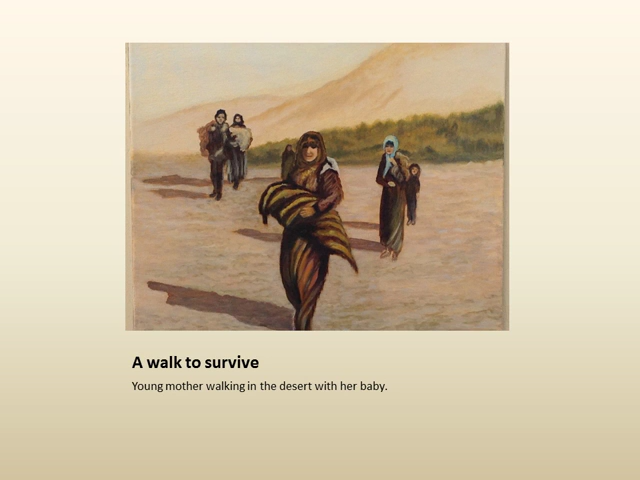 A walk to survive
Young mother walking in the desert with her baby.